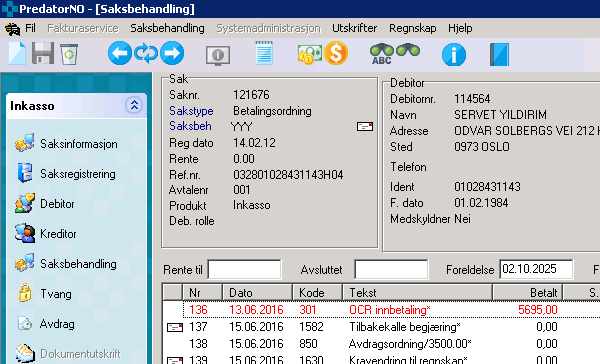 PredatorNO - [Saksbehandling]
Fil Fakturaservice Saksbehandling Systemadministrasjon Utskrifter Regnskap Hjelp
ABC
Inkasso
Saksinformasjon
Saksregistrering
Debitor
Kreditor
Saksbehandling
Tvang
Avdrag
Dokumentutskrift
Sak
Saksnr. 121676
Sakstype Betalingsordning
Saksbeh YYY
Reg dato 14.02.12
Rente 0.00
Ref.nr. 032801028431143H04
Avtalenr 001
Produkt Inkasso
Deb. rolle
Debitor
Debitornr. 114564
Navn SERVET YILDIRIM
Adresse ODVAR SOLBERGS VEI 212 H
Sted 0973 OSLO
Telefon
Ident 01028431143
F. dato 01.02.1984
Medskyldner Nei
Rente til Avsluttet Foreldelse 02.10.2025 F
Nr Dato Kode Tekst Betalt S.
136 13.06.2016 301 OCR innbetaling* 5695,00
137 15.06.2016 1582 Tilbakekalle begjæring* 0,00
138 15.06.2016 850 Avdragsordning/3500.00* 0,00
139 15.06.2016 1630 Kravendring til regnskap* 0,00